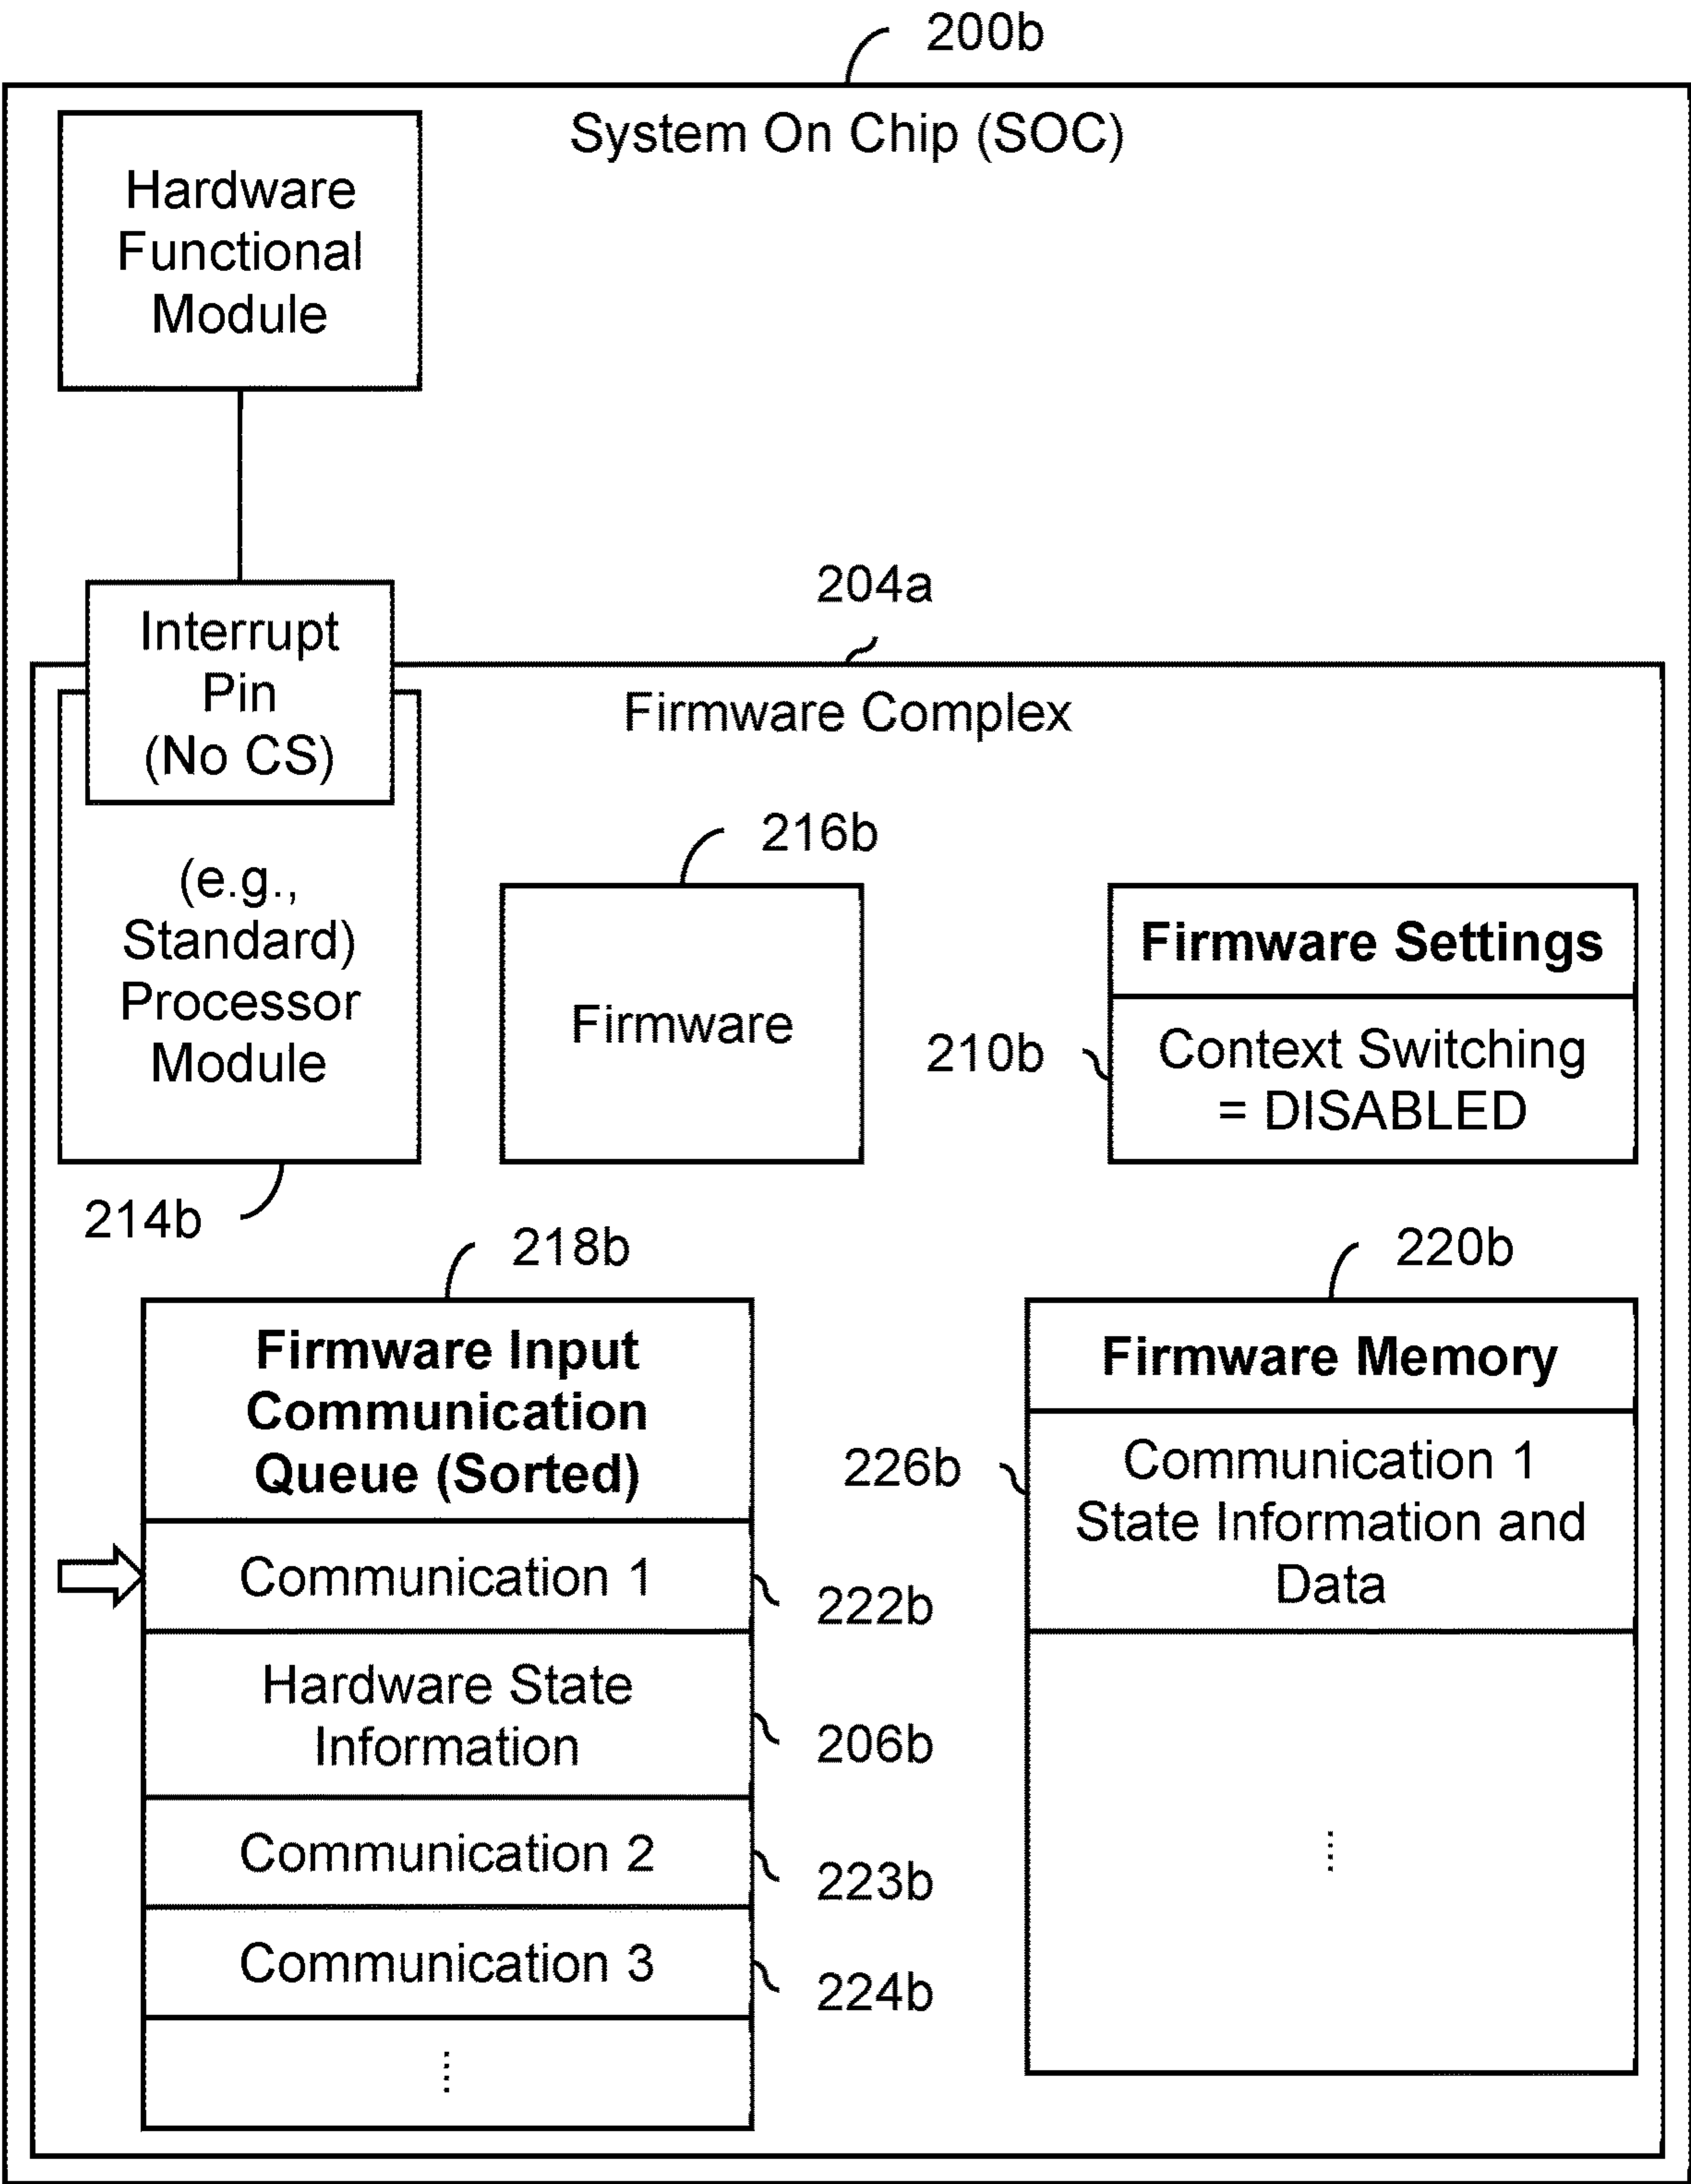 200b
System On Chip (SOC)
Hardware
Functional
Module
204a
Interrupt
Pin
(No CS)
Firmware Complex
216b
(e.g.,
Standard)
Processor
Module
Firmware
Firmware Settings
210b
Context Switching
= DISABLED
214b
218b
220b
Firmware Input
Communication
Queue (Sorted)
Communication 1
222b
Hardware State
Information
206b
Communication 2
223b
Communication 3
224b
⋮
Firmware Memory
226b
Communication 1
State Information and
Data
⋮